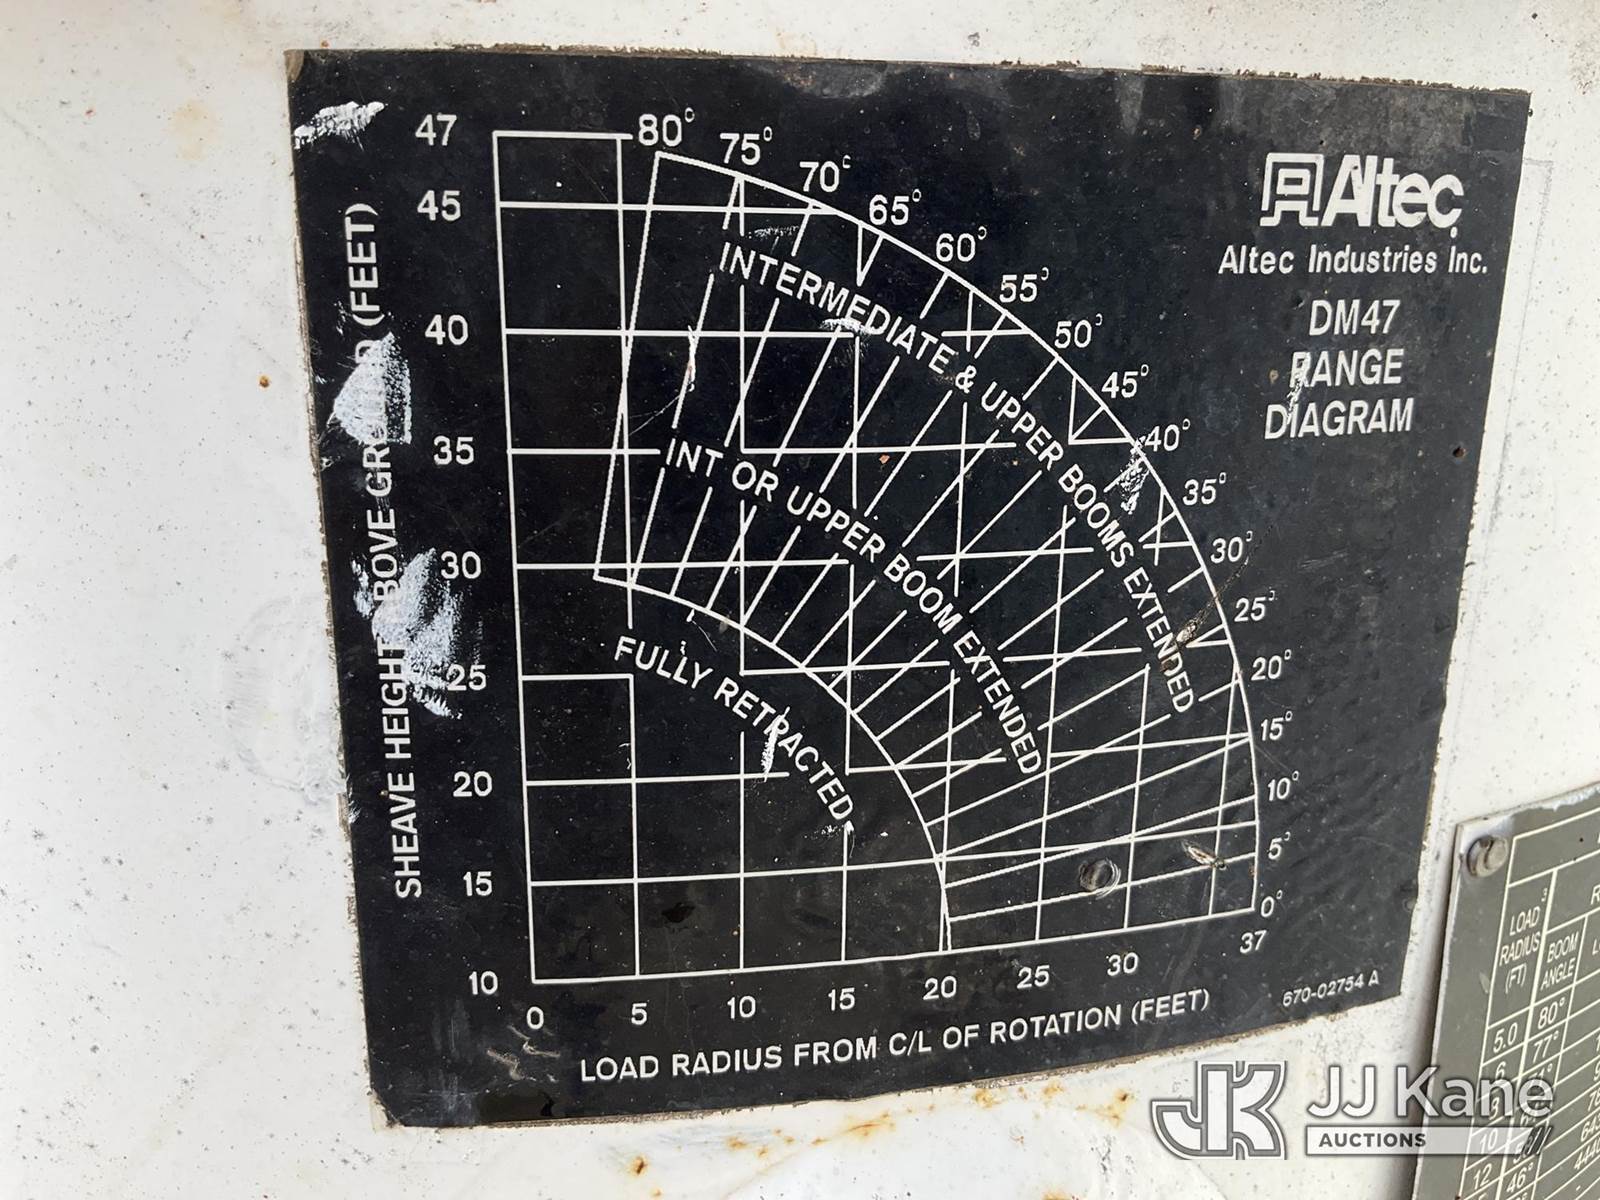 Altec
Altec Industries Inc.
DM47
RANGE
DIAGRAM
47
45
40
35
30
25
20
15
10
SHEAVE HEIGHT ABOVE GROUND (FEET)
80°
75°
70°
65°
60°
55°
50°
45°
40°
35°
30°
25°
20°
15°
10°
5°
0°
INTERMEDIATE & UPPER BOOMS EXTENDED
INT OR UPPER BOOM EXTENDED
FULLY RETRACTED
0 5 10 15 20 25 30 37
LOAD RADIUS FROM C/L OF ROTATION (FEET)
670-02754 A
LOAD
RADIUS
(FT)
3
BOOM
ANGLE
5.0 80°
77°
10
12 46°
JK JJ Kane
AUCTIONS